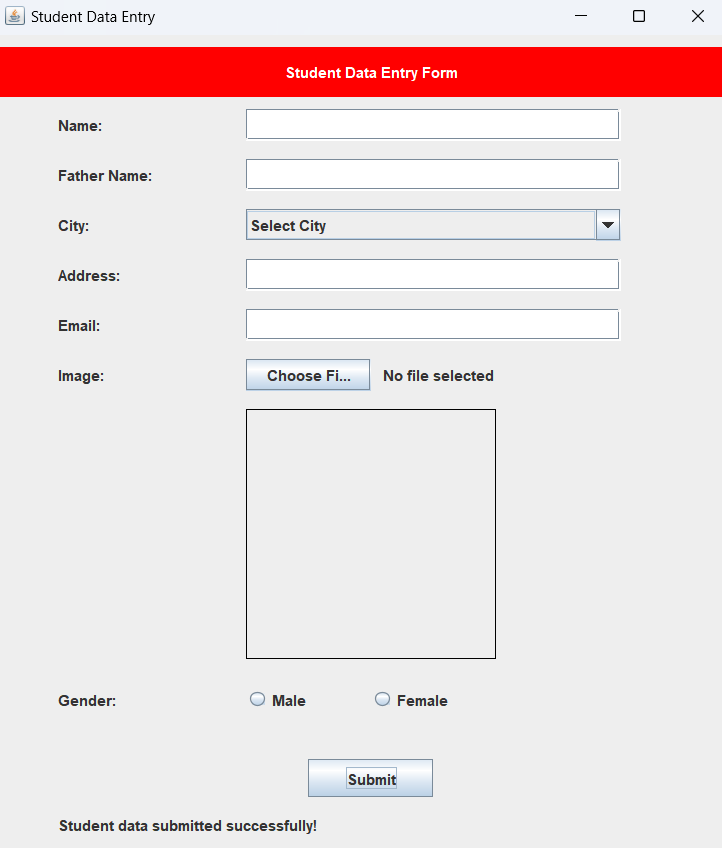 Student Data Entry
Student Data Entry Form
Name:
Father Name:
City: Select City
Address:
Email:
Image: Choose Fi... No file selected
Gender: Male Female
Submit
Student data submitted successfully!